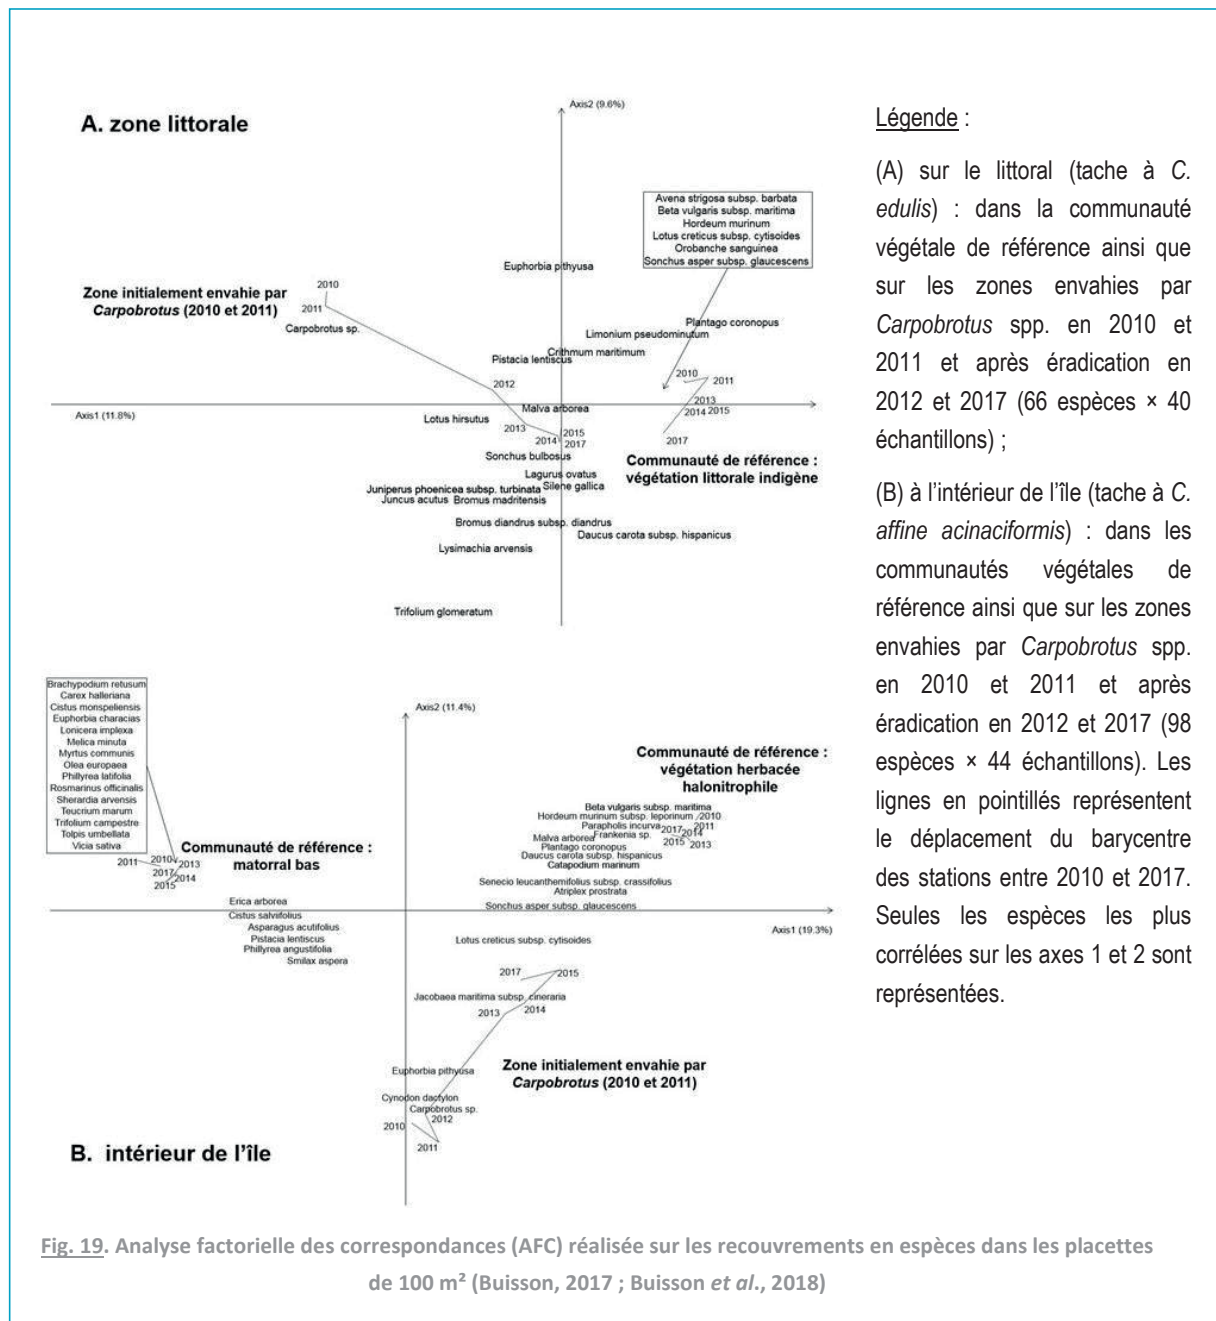 A. zone littorale
Axis2 (9.6%)
Avena strigosa subsp. barbata
Beta vulgaris subsp. maritima
Hordeum murinum
Lotus creticus subsp. cytisoides
Orobanche sanguinea
Sonchus asper subsp. glaucescens
Euphorbia pithyusa
Zone initialement envahie par
Carpobrotus (2010 et 2011)
2010
2011
Carpobrotus sp.
Plantago coronopus
Limonium pseudominutum
Crithmum maritimum
Pistacia lentiscus
2010
2011
2012
2013
2014 2015
Malva arborea
Axis1 (11.8%)
Lotus hirsutus
2013
2015
2014
2017
2017
Sonchus bulbosus
Communauté de référence :
végétation littorale indigène
Lagurus ovatus
Silene gallica
Juniperus phoenicea subsp. turbinata
Juncus acutus Bromus madritensis
Bromus diandrus subsp. diandrus
Daucus carota subsp. hispanicus
Lysimachia arvensis
Trifolium glomeratum
Brachypodium retusum
Carex halleriana
Cistus monspeliensis
Euphorbia characias
Lonicera implexa
Melica minuta
Myrtus communis
Olea europaea
Phillyrea latifolia
Rosmarinus officinalis
Sherardia arvensis
Teucrium marum
Trifolium campestre
Tolpis umbellata
Vicia sativa
Axis2 (11.4%)
Communauté de référence :
végétation herbacée
halonitrophile
Beta vulgaris subsp. maritima
Hordeum murinum subsp. leporinum
2010
Parapholis incurva
2017
2011
Malva arborea
Frankenia sp.
2014
Plantago coronopus
2015
2013
Daucus carota subsp. hispanicus
Catapodium marinum
Communauté de référence :
matorral bas
2011
2010
2013
2017
2014
2015
Senecio leucanthemifolius subsp. crassifolius
Atriplex prostrata
Sonchus asper subsp. glaucescens
Erica arborea
Cistus salviifolius
Asparagus acutifolius
Pistacia lentiscus
Phillyrea angustifolia
Smilax aspera
Axis1 (19.3%)
Lotus creticus subsp. cytisoides
2017
2015
Jacobaea maritima subsp. cineraria
2013
2014
Zone initialement envahie par
Carpobrotus (2010 et 2011)
Euphorbia pithyusa
Cynodon dactylon
Carpobrotus sp.
2012
2010
2011
B. intérieur de l'île
Légende :
(A) sur le littoral (tache à C.
edulis) : dans la communauté
végétale de référence ainsi que
sur les zones envahies par
Carpobrotus spp. en 2010 et
2011 et après éradication en
2012 et 2017 (66 espèces × 40
échantillons) ;
(B) à l'intérieur de l'île (tache à C.
affine acinaciformis) : dans les
communautés végétales de
référence ainsi que sur les zones
envahies par Carpobrotus spp.
en 2010 et 2011 et après
éradication en 2012 et 2017 (98
espèces × 44 échantillons). Les
lignes en pointillés représentent
le déplacement du barycentre
des stations entre 2010 et 2017.
Seules les espèces les plus
corrélées sur les axes 1 et 2 sont
représentées.
Fig. 19. Analyse factorielle des correspondances (AFC) réalisée sur les recouvrements en espèces dans les placettes
de 100 m² (Buisson, 2017 ; Buisson et al., 2018)